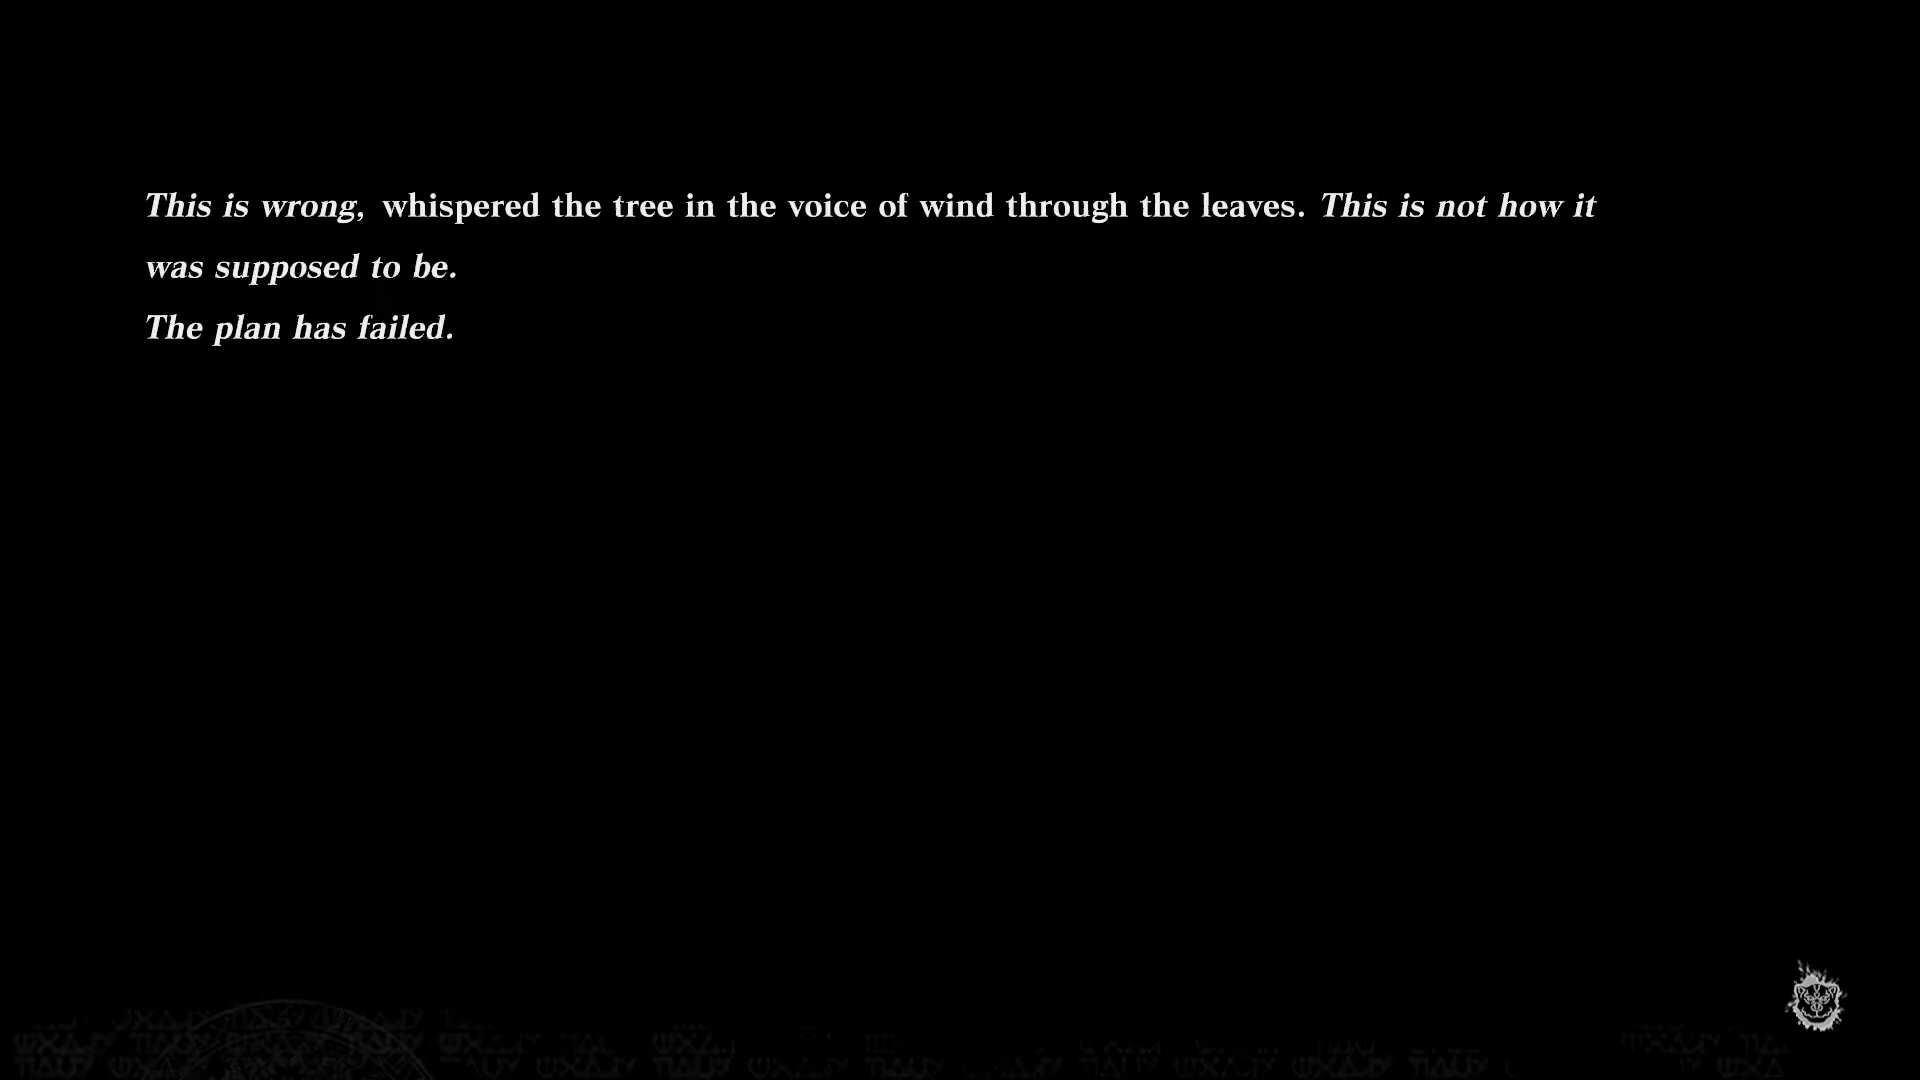 This is wrong, whispered the tree in the voice of wind through the leaves. This is not how it
was supposed to be.
The plan has failed.